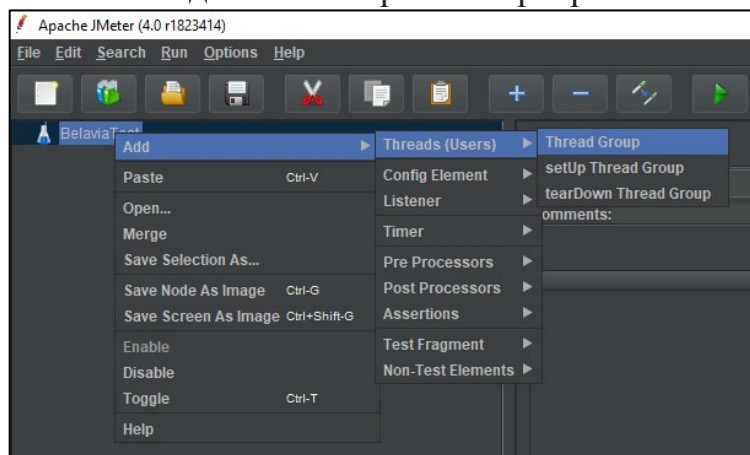 Apache JMeter (4.0 r1823414)
File Edit Search Run Options Help
BelaviaTest
Add
Paste Ctrl-V
Open...
Merge
Save Selection As...
Save Node As Image Ctrl-G
Save Screen As Image Ctrl+Shift-G
Enable
Disable
Toggle Ctrl-T
Help
Threads (Users)
Config Element
Listener
Timer
Pre Processors
Post Processors
Assertions
Test Fragment
Non-Test Elements
Thread Group
setUp Thread Group
tearDown Thread Group
omments: